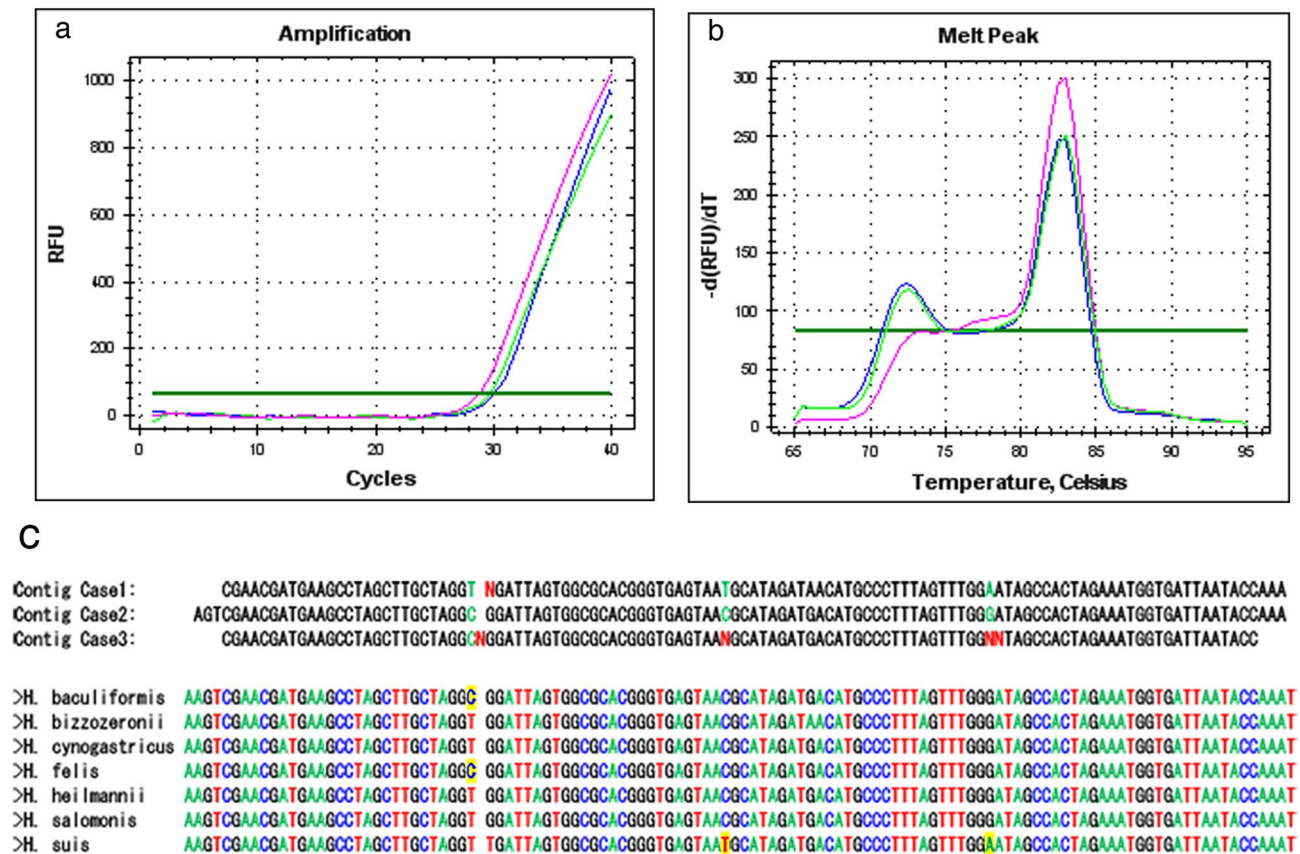 a
Amplification
1000
800
600
400
200
0
RFU
0 10 20 30 40
Cycles
b
Melt Peak
300
250
200
150
100
50
0
-d(RFU)/dT
65 70 75 80 85 90 95
Temperature, Celsius
c
Contig Case1: CGAACGATGAAGCCTAGCTTGCTAGGT NGATTAGTGGCGCACGGGTGAGTAATGCATAGATAACATGCCCTTTAGTTTGGAATAGCCACTAGAAATGGTGATTAATACCAAA
Contig Case2: AGTCGAACGATGAAGCCTAGCTTGCTAGGC GGATTAGTGGCGCACGGGTGAGTAACGCATAGATGACATGCCCTTTAGTTTGGGATAGCCACTAGAAATGGTGATTAATACCAAA
Contig Case3: CGAACGATGAAGCCTAGCTTGCTAGGCNGGATTAGTGGCGCACGGGTGAGTAANGCATAGATGACATGCCCTTTAGTTTGGNNTAGCCACTAGAAATGGTGATTAATACC
>H. baculiformis AAGTCGAACGATGAAGCCTAGCTTGCTAGGC GGATTAGTGGCGCACGGGTGAGTAACGCATAGATGACATGCCCTTTAGTTTGGGATAGCCACTAGAAATGGTGATTAATACCAAAT
>H. bizzozeronii AAGTCGAACGATGAAGCCTAGCTTGCTAGGT GGATTAGTGGCGCACGGGTGAGTAACGCATAGATAACATGCCCTTTAGTTTGGGATAGCCACTAGAAATGGTGATTAATACCAAAT
>H. cynogastricus AAGTCGAACGATGAAGCCTAGCTTGCTAGGT GGATTAGTGGCGCACGGGTGAGTAACGCATAGATGACATGCCCTTTAGTTTGGGATAGCCACTAGAAATGGTGATTAATACCAAAT
>H. felis AAGTCGAACGATGAAGCCTAGCTTGCTAGGC GGATTAGTGGCGCACGGGTGAGTAACGCATAGATGACATGCCCTTTAGTTTGGGATAGCCACTAGAAATGGTGATTAATACCAAAT
>H. heilmannii AAGTCGAACGATGAAGCCTAGCTTGCTAGGT GGATTAGTGGCGCACGGGTGAGTAACGCATAGATGACATGCCCTTTAGTTTGGGATAGCCACTAGAAATGGTGATTAATACCAAAT
>H. salomonis AAGTCGAACGATGAAGCCTAGCTTGCTAGGT GGATTAGTGGCGCACGGGTGAGTAACGCATAGATGACATGCCCTTTAGTTTGGGATAGCCACTAGAAATGGTGATTAATACCAAAT
>H. suis AAGTCGAACGATGAAGCCTAGCTTGCTAGGT TGATTAGTGGCGCACGGGTGAGTAATGCATAGATAACATGCCCTTTAGTTTGGAATAGCCACTAGAAATGGTGATTAATACCAAAT